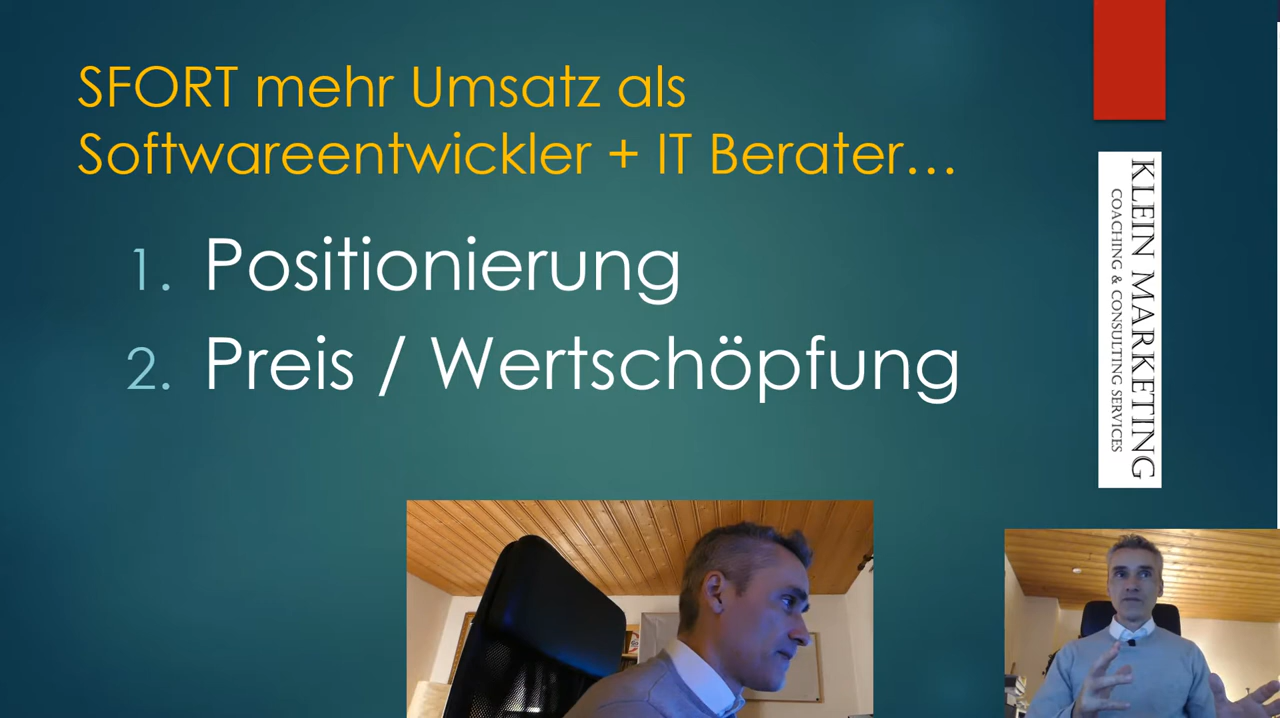 SFORT mehr Umsatz als
Softwareentwickler + IT Berater…
1. Positionierung
2. Preis / Wertschöpfung
KLEIN MARKETING
COACHING & CONSULTING SERVICES